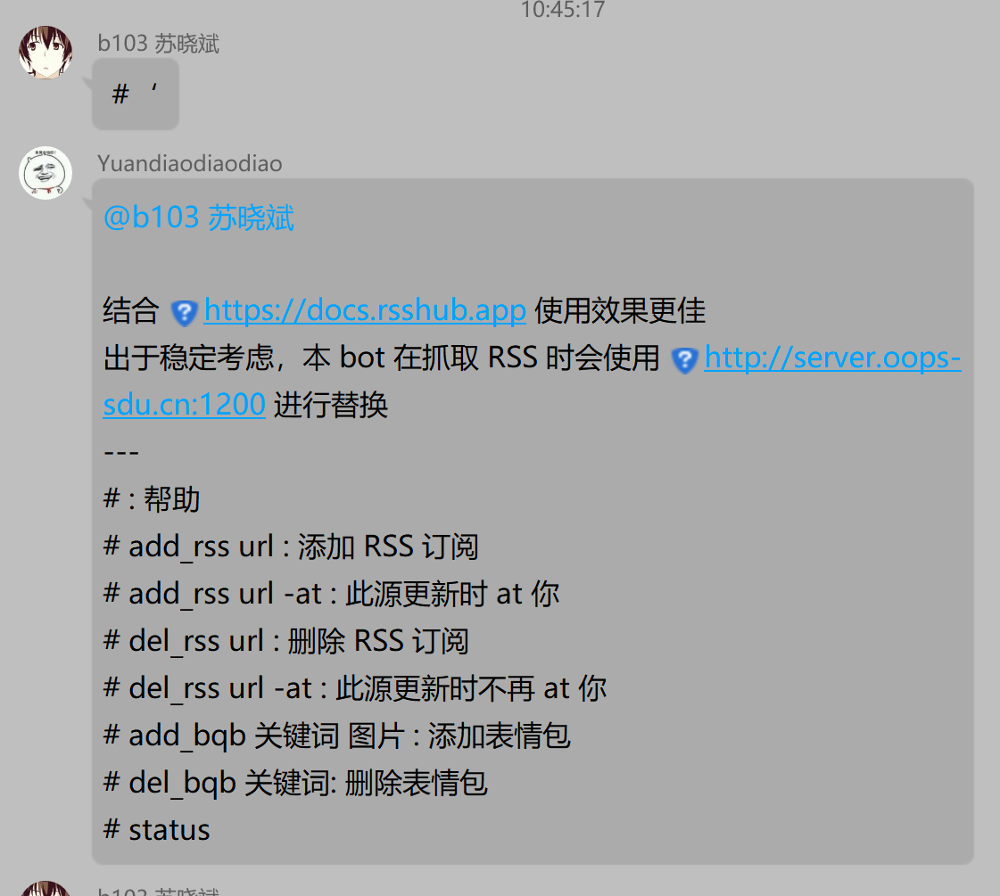 10:45:17
b103 苏晓斌
# ‘
Yuandiaodiaodiao
@b103 苏晓斌
结合 https://docs.rsshub.app 使用效果更佳
出于稳定考虑，本 bot 在抓取 RSS 时会使用 http://server.oops-
sdu.cn:1200 进行替换
---
# : 帮助
# add_rss url : 添加 RSS 订阅
# add_rss url -at : 此源更新时 at 你
# del_rss url : 删除 RSS 订阅
# del_rss url -at : 此源更新时不再 at 你
# add_bqb 关键词 图片 : 添加表情包
# del_bqb 关键词: 删除表情包
# status
b103 苏晓斌